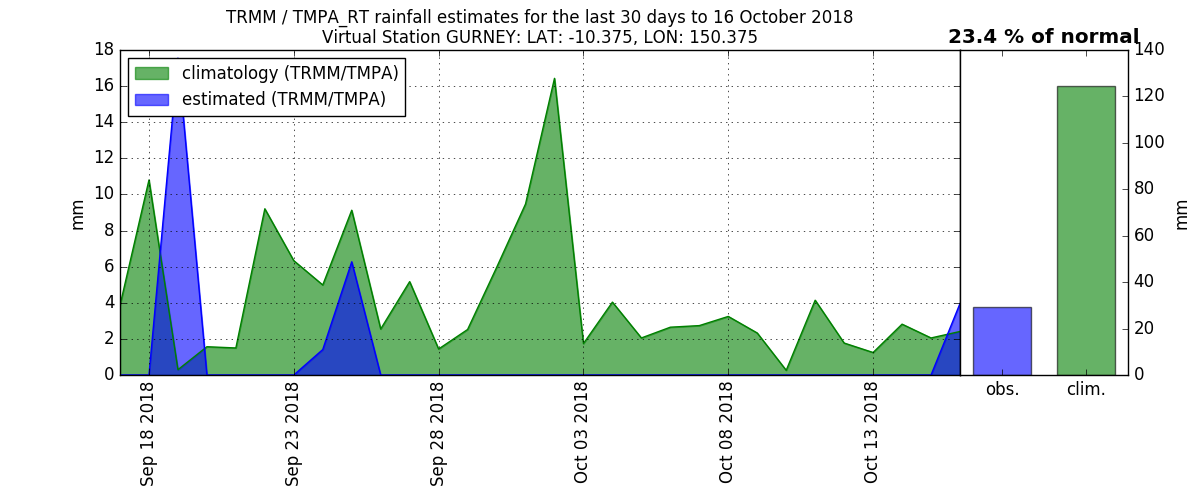 TRMM / TMPA_RT rainfall estimates for the last 30 days to 16 October 2018
Virtual Station GURNEY: LAT: -10.375, LON: 150.375
23.4 % of normal
climatology (TRMM/TMPA)
estimated (TRMM/TMPA)
18
16
14
12
10
8
6
4
2
0
mm
Sep 18 2018
Sep 23 2018
Sep 28 2018
Oct 03 2018
Oct 08 2018
Oct 13 2018
140
120
100
80
60
40
20
0
mm
obs.
clim.